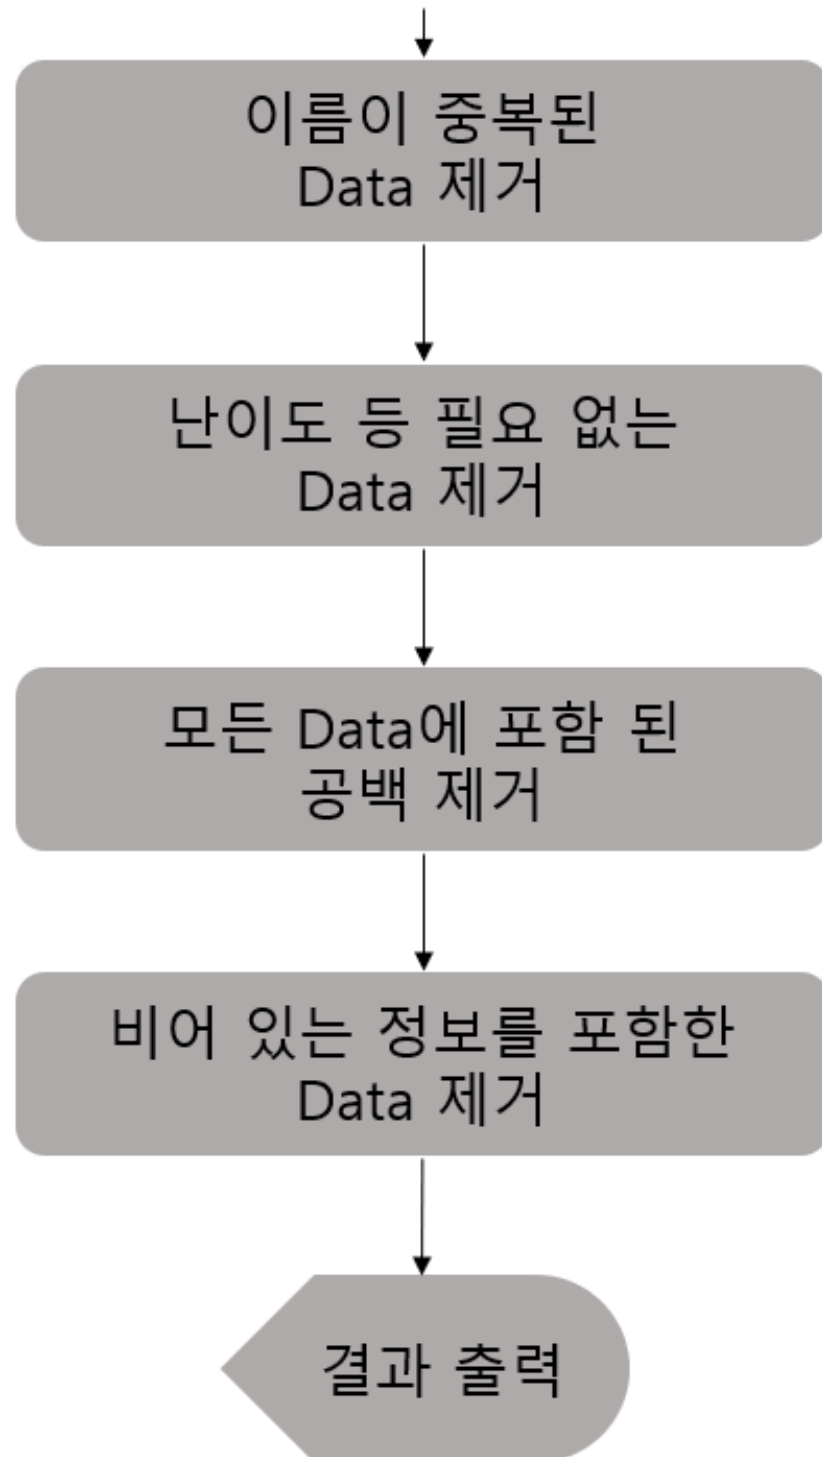 이름이 중복된
Data 제거
난이도 등 필요 없는
Data 제거
모든 Data에 포함 된
공백 제거
비어 있는 정보를 포함한
Data 제거
결과 출력